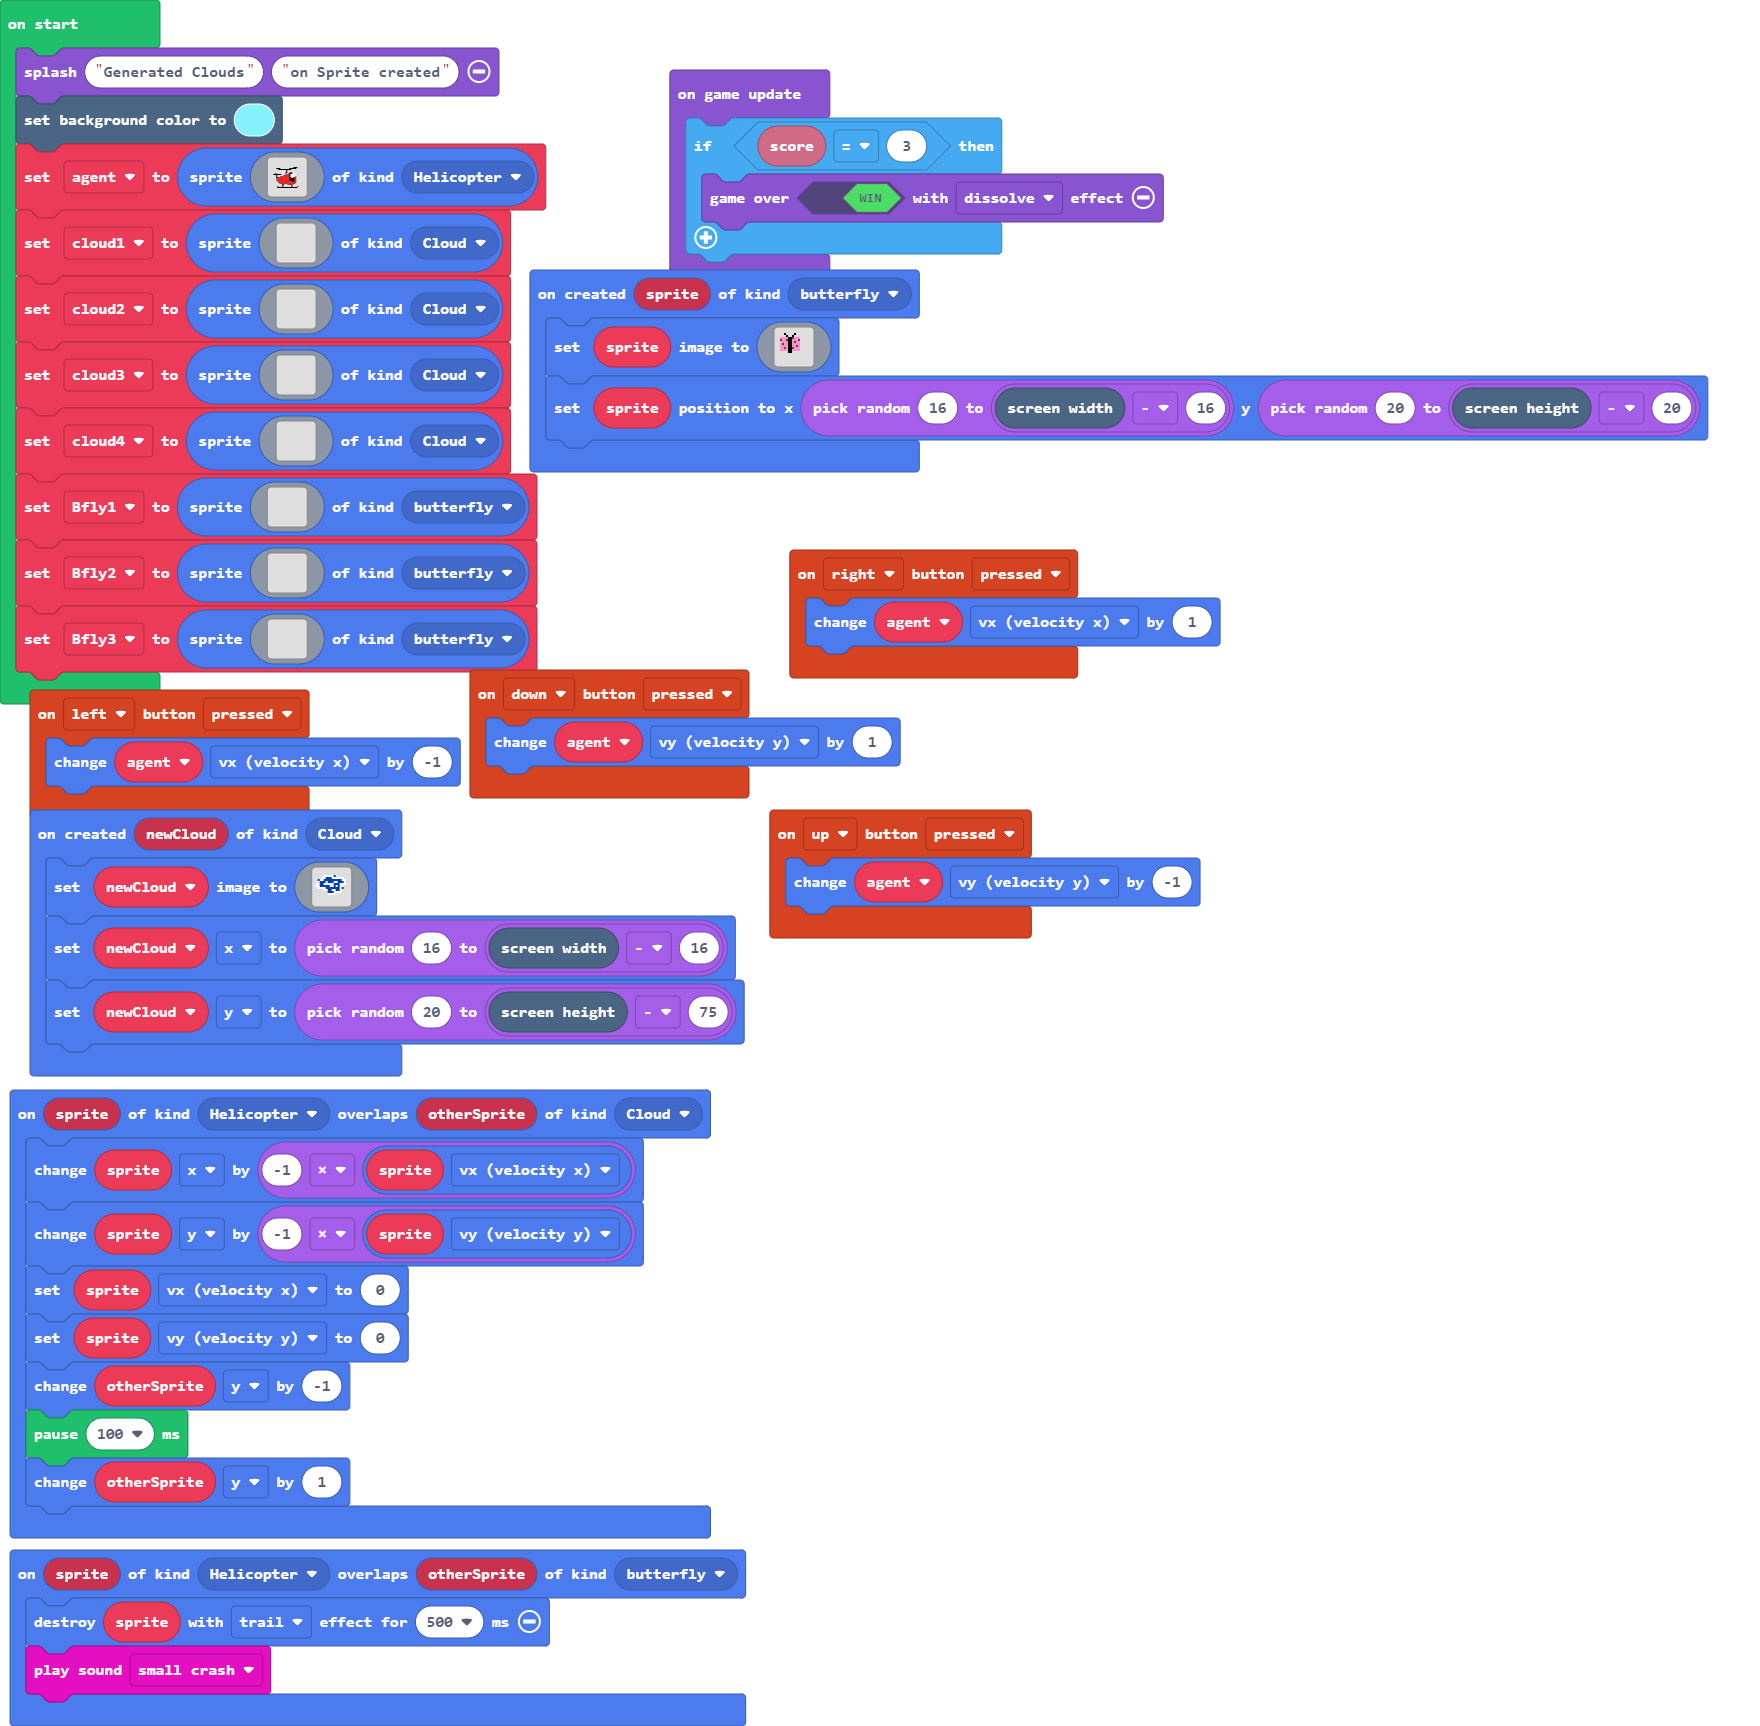 on start
splash "Generated Clouds" "on Sprite created"
set background color to
set agent to sprite of kind Helicopter
set cloud1 to sprite of kind Cloud
set cloud2 to sprite of kind Cloud
set cloud3 to sprite of kind Cloud
set cloud4 to sprite of kind Cloud
set Bfly1 to sprite of kind butterfly
set Bfly2 to sprite of kind butterfly
set Bfly3 to sprite of kind butterfly
on game update
if score = 3 then
game over WIN with dissolve effect
on created sprite of kind butterfly
set sprite image to
set sprite position to x pick random 16 to screen width - 16 y pick random 20 to screen height - 20
on right button pressed
change agent vx (velocity x) by 1
on left button pressed
change agent vx (velocity x) by -1
on down button pressed
change agent vy (velocity y) by 1
on up button pressed
change agent vy (velocity y) by -1
on created newCloud of kind Cloud
set newCloud image to
set newCloud x to pick random 16 to screen width - 16
set newCloud y to pick random 20 to screen height - 75
on sprite of kind Helicopter overlaps otherSprite of kind Cloud
change sprite x by -1 × sprite vx (velocity x)
change sprite y by -1 × sprite vy (velocity y)
set sprite vx (velocity x) to 0
set sprite vy (velocity y) to 0
change otherSprite y by -1
pause 100 ms
change otherSprite y by 1
on sprite of kind Helicopter overlaps otherSprite of kind butterfly
destroy sprite with trail effect for 500 ms
play sound small crash